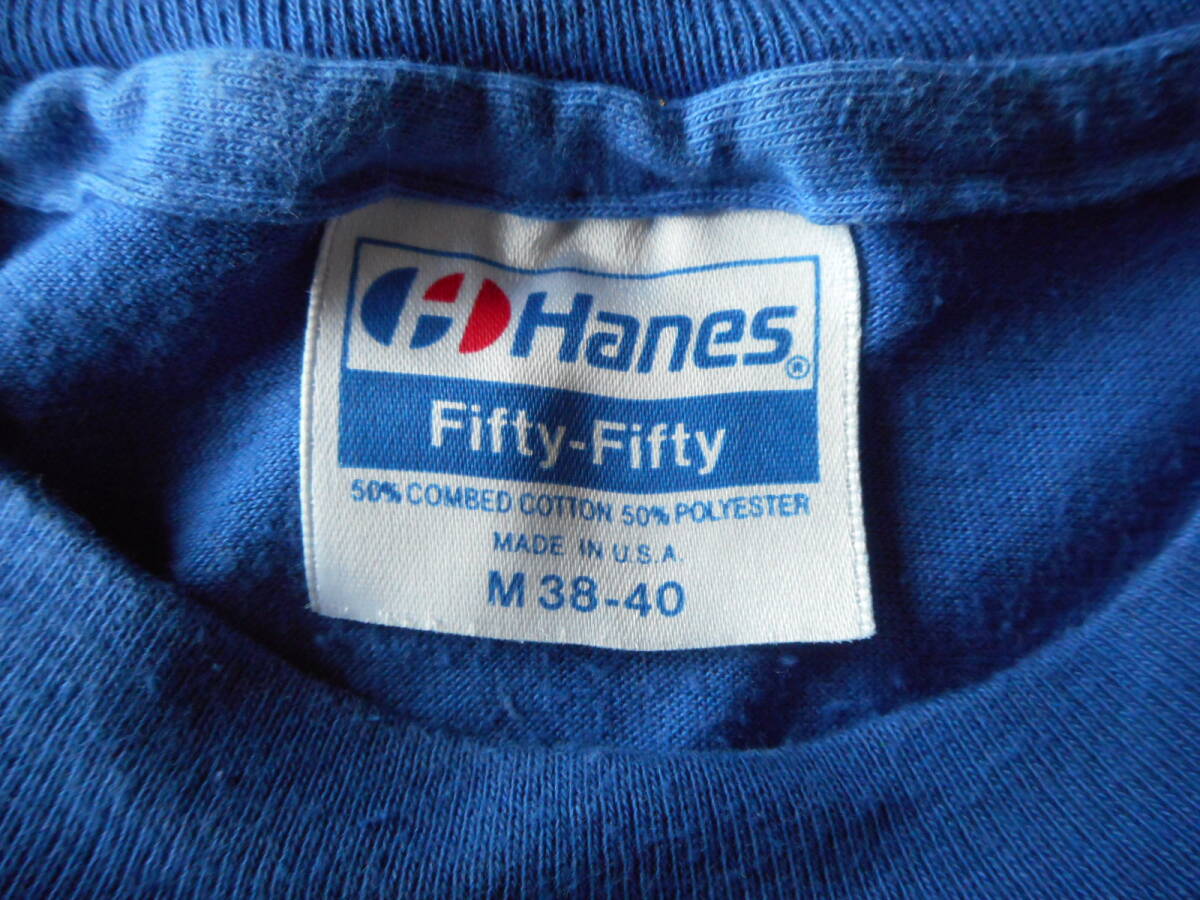 Hanes®
Fifty-Fifty
50% COMBED COTTON 50% POLYESTER
MADE IN U.S.A.
M 38-40